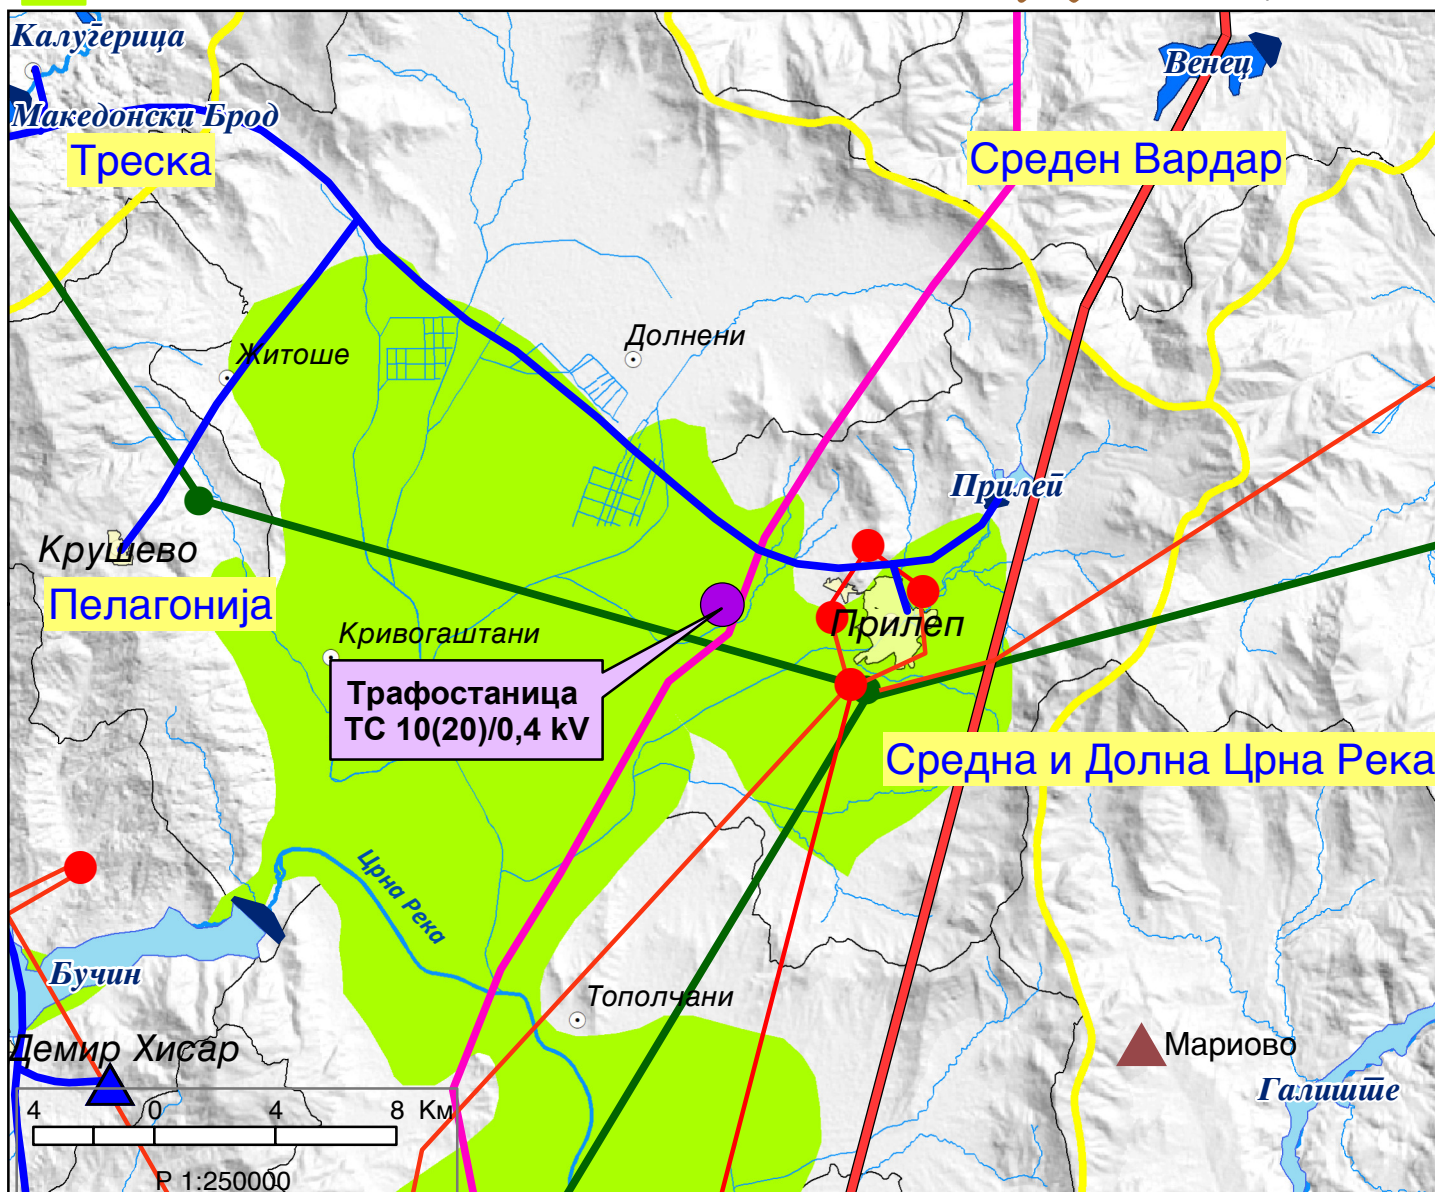 Калуѓерица
Венец
Македонски Брод
Треска
Среден Вардар
Долнени
Житоше
Прилеп
Крушево
Пелагонија
Прилеп
Кривогаштани
Трафостаница
ТС 10(20)/0,4 kV
Средна и Долна Црна Река
Црна Река
Бучин
Тополчани
Демир Хисар
Мариово
Галиште
4 0 4 8 Км
Р 1:250000